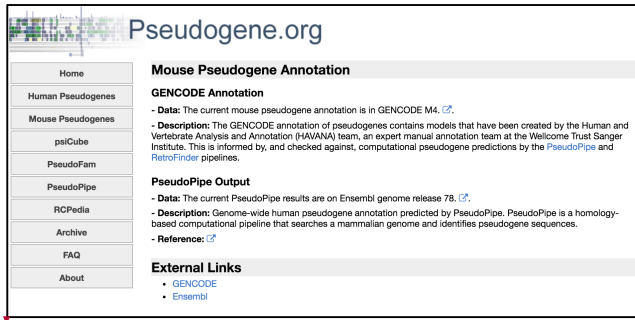 Pseudogene.org
Home
Human Pseudogenes
Mouse Pseudogenes
psiCube
PseudoFam
PseudoPipe
RCPedia
Archive
FAQ
About
Mouse Pseudogene Annotation
GENCODE Annotation
- Data: The current mouse pseudogene annotation is in GENCODE M4. .
- Description: The GENCODE annotation of pseudogenes contains models that have been created by the Human and
Vertebrate Analysis and Annotation (HAVANA) team, an expert manual annotation team at the Wellcome Trust Sanger
Institute. This is informed by, and checked against, computational pseudogene predictions by the PseudoPipe and
RetroFinder pipelines.
PseudoPipe Output
- Data: The current PseudoPipe results are on Ensembl genome release 78. .
- Description: Genome-wide human pseudogene annotation predicted by PseudoPipe. PseudoPipe is a homology-
based computational pipeline that searches a mammalian genome and identifies pseudogene sequences.
- Reference:
External Links
• GENCODE
• Ensembl